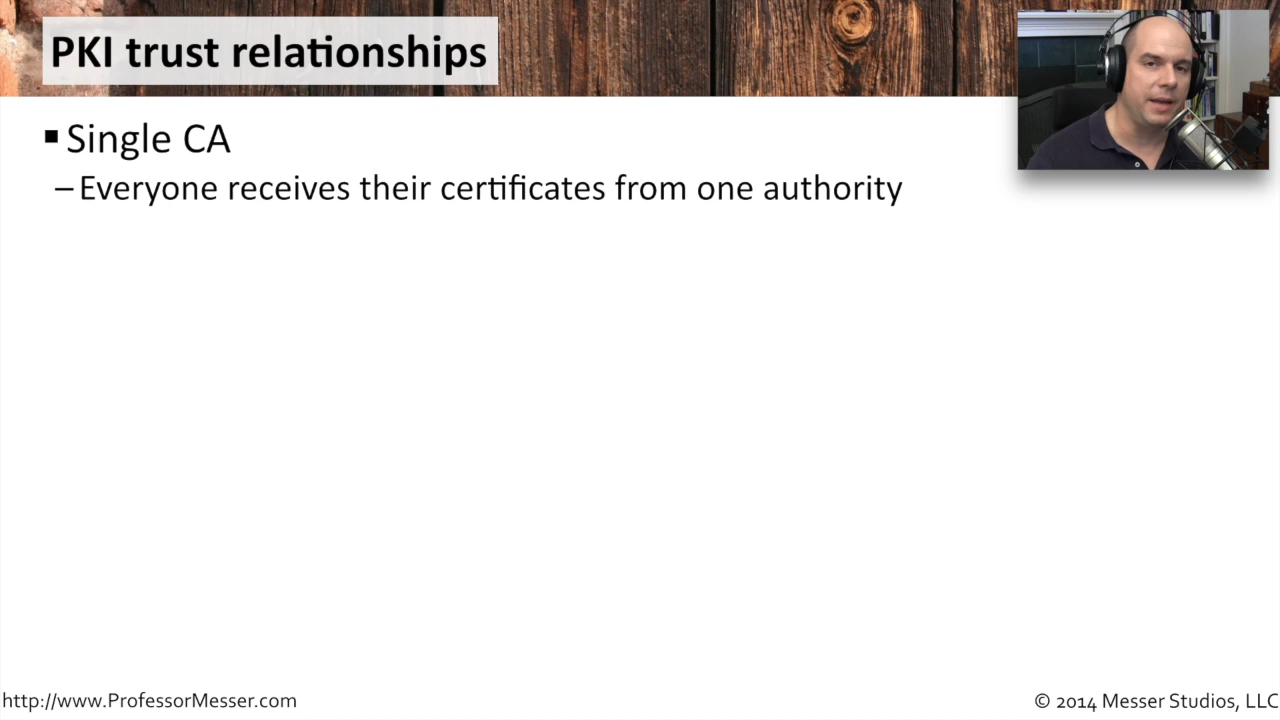 PKI trust relationships
▪ Single CA
– Everyone receives their certificates from one authority
http://www.ProfessorMesser.com
© 2014 Messer Studios, LLC